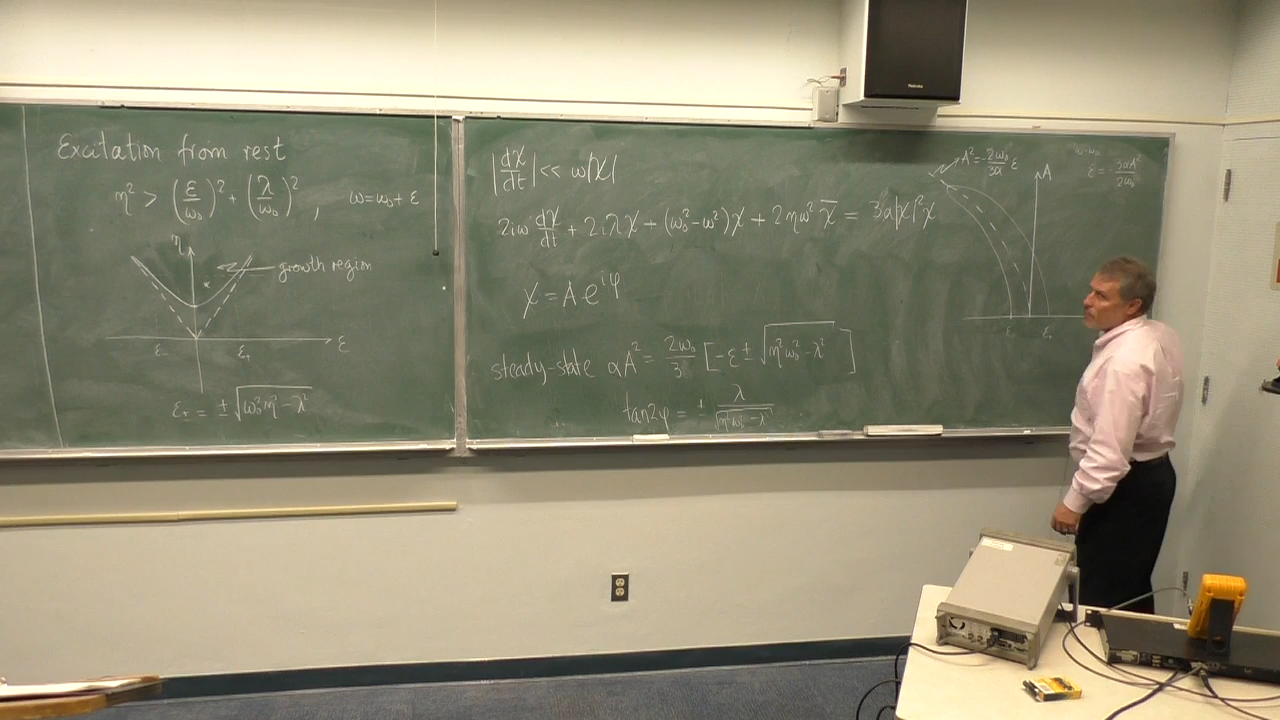 Excitation from rest
η² > (ε/ω₀)² + (λ/ω₀)² , ω=ω₀+ε
η
growth region
ε₋ ε₊ ε
ε± = ± √(ω₀²η² − λ²)
|dχ/dt| << ω|χ|
2iω dχ/dt + 2iλχ + (ω₀²−ω²)χ + 2ηω² χ̄ = 3α|χ|²χ
χ = A e^{iφ}
steady-state αA² = 2ω₀/3 [−ε ± √(η²ω₀² − λ²)]
tan2φ = ± λ/√(η²ω₀² − λ²)
A² = −2ω₀/3α ε
A
ε₋ ε₊
ω−ω₀
ε = −3αA²/2ω₀